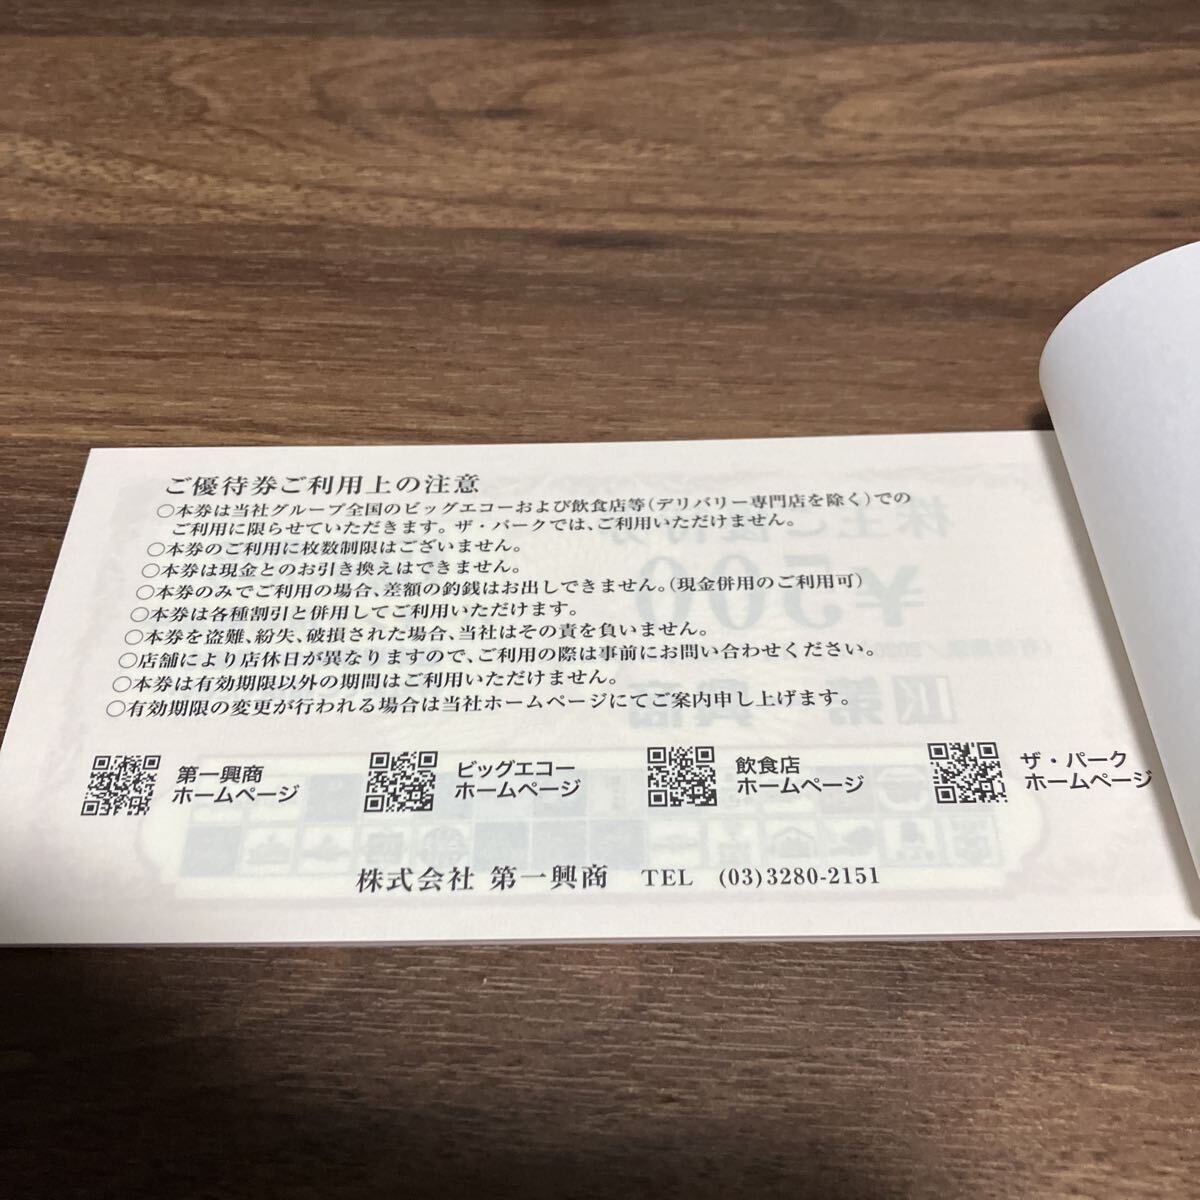 ご優待券ご利用上の注意
○本券は当社グループ全国のビッグエコーおよび飲食店等(デリバリー専門店を除く)での
ご利用に限らせていただきます。ザ・パークでは、ご利用いただけません。
○本券のご利用に枚数制限はございません。
○本券は現金とのお引き換えはできません。
○本券のみでご利用の場合、差額の釣銭はお出しできません。(現金併用のご利用可)
○本券は各種割引と併用してご利用いただけます。
○本券を盗難、紛失、破損された場合、当社はその責を負いません。
○店舗により店休日が異なりますので、ご利用の際は事前にお問い合わせください。
○本券は有効期限以外の期間はご利用いただけません。
○有効期限の変更が行われる場合は当社ホームページにてご案内申し上げます。
第一興商
ホームページ
ビッグエコー
ホームページ
飲食店
ホームページ
ザ・パーク
ホームページ
株式会社 第一興商 TEL (03)3280-2151
株主ご優待券
¥500
第一興商